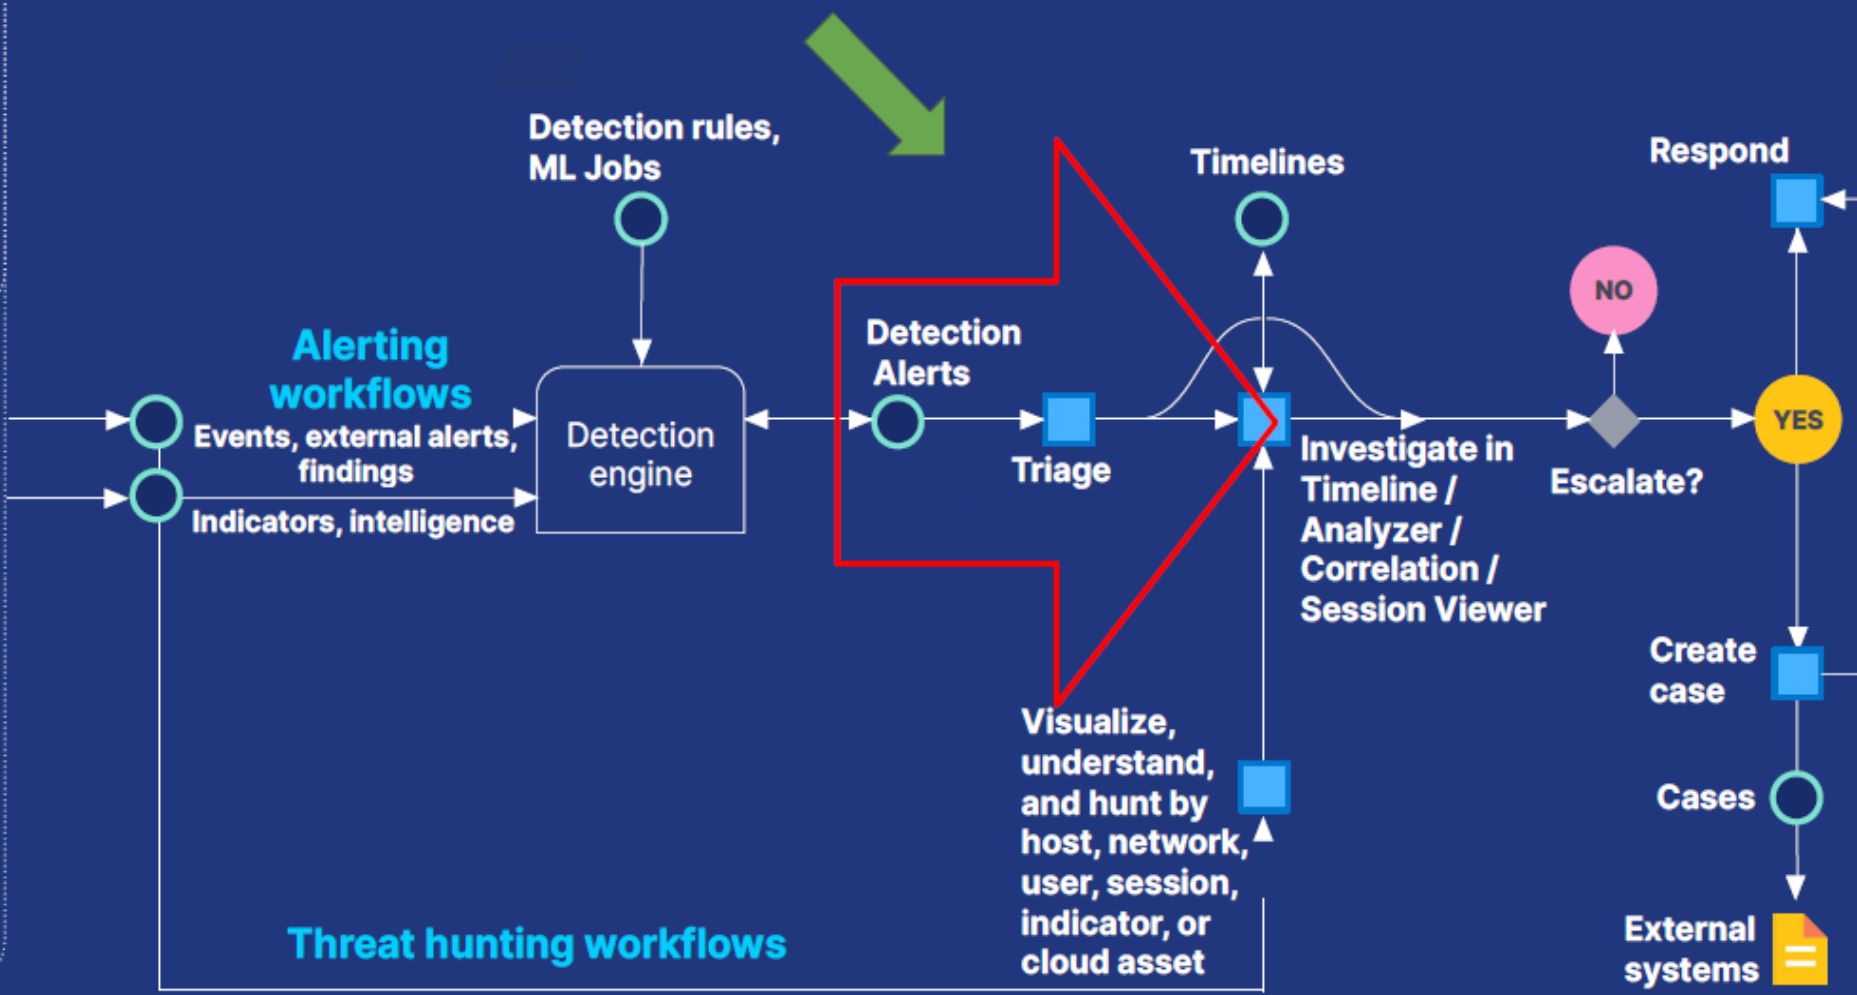 Detection rules,
ML Jobs
Timelines
Respond
NO
Alerting
workflows
Detection
Alerts
Events, external alerts,
findings
Detection
engine
YES
Triage
Investigate in
Timeline /
Analyzer /
Correlation /
Session Viewer
Escalate?
Indicators, intelligence
Create
case
Visualize,
understand,
and hunt by
host, network,
user, session,
indicator, or
cloud asset
Cases
Threat hunting workflows
External
systems